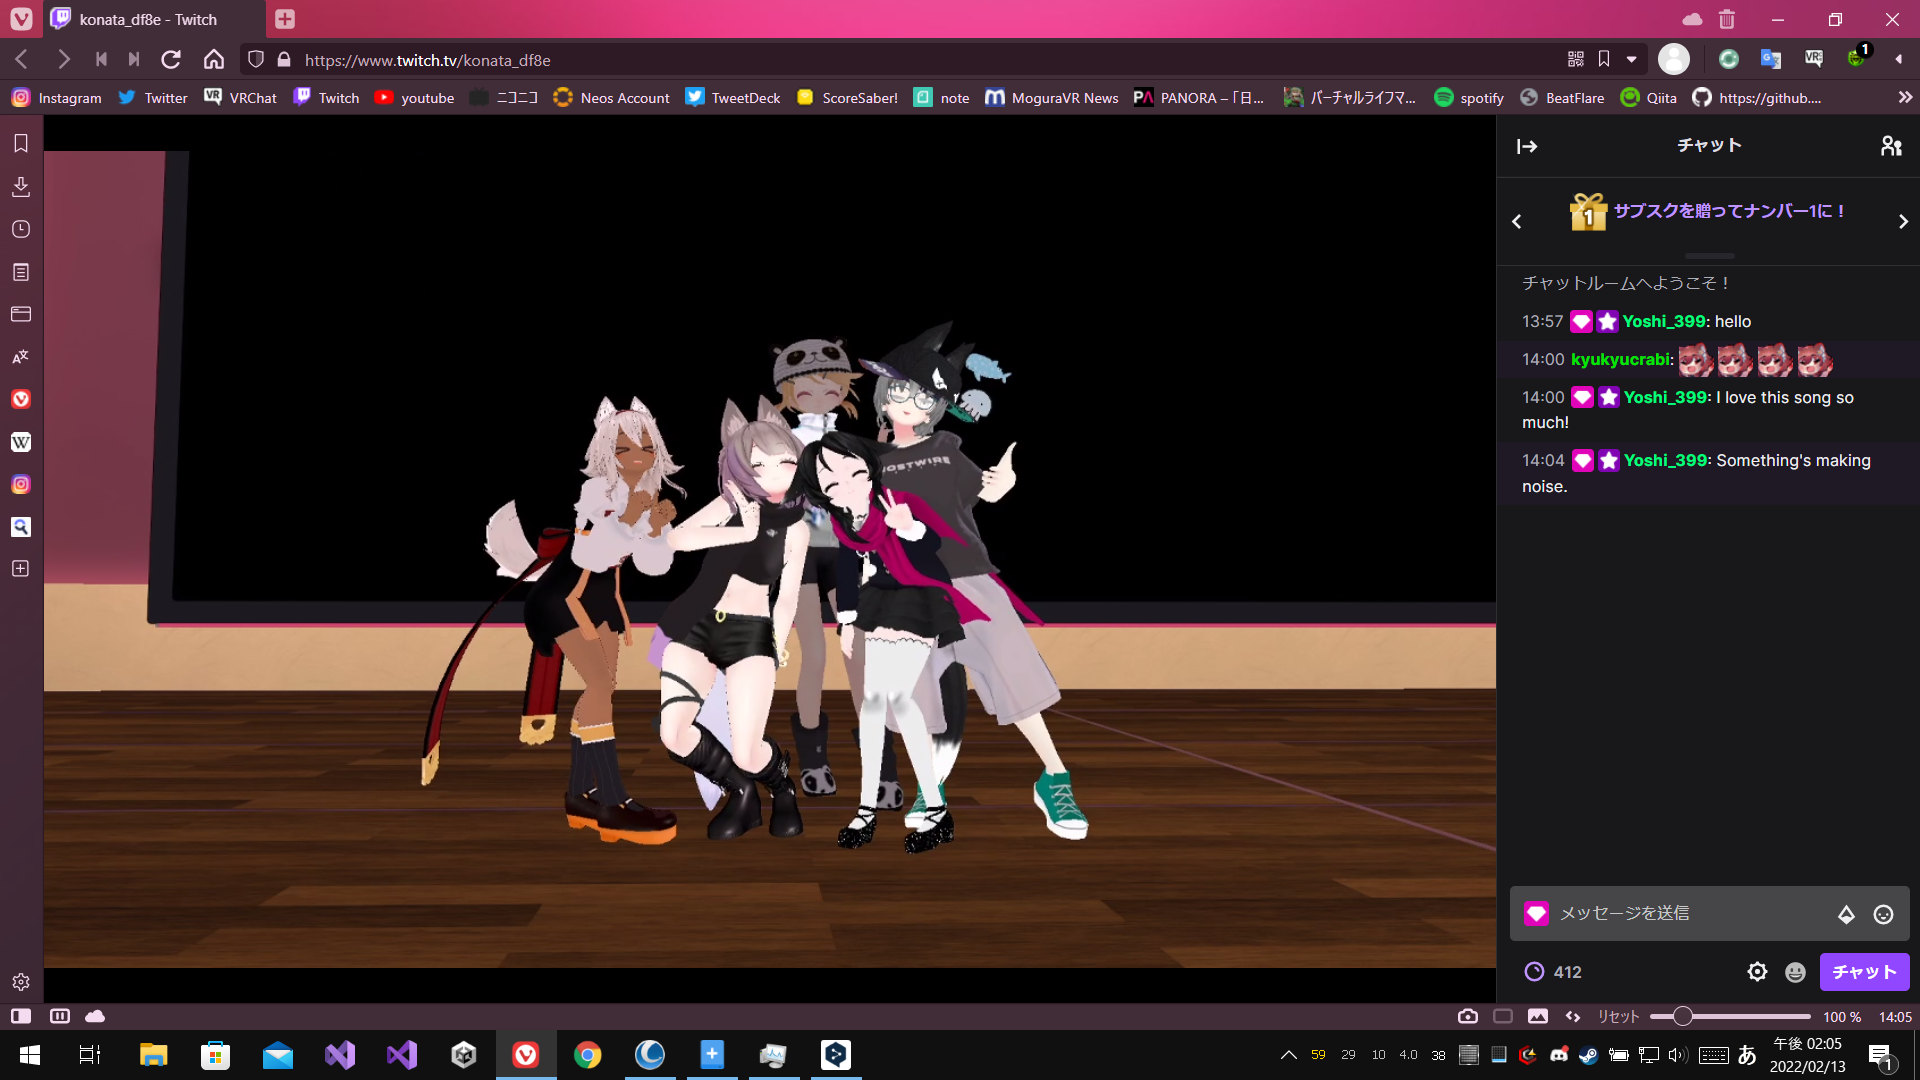 konata_df8e - Twitch
https://www.twitch.tv/konata_df8e
1
Instagram
Twitter
VRChat
Twitch
youtube
ニコニコ
Neos Account
TweetDeck
ScoreSaber!
note
MoguraVR News
PANORA – 「日...
バーチャルライフマ...
spotify
BeatFlare
Qiita
https://github....
チャット
1
サブスクを贈ってナンバー1に！
チャットルームへようこそ！
13:57 Yoshi_399: hello
14:00 kyukyucrabi:
14:00 Yoshi_399: I love this song so
much!
14:04 Yoshi_399: Something's making
noise.
メッセージを送信
412
チャット
リセット
100 %
14:05
59
29
10
4.0
38
あ
午後 02:05
2022/02/13
1